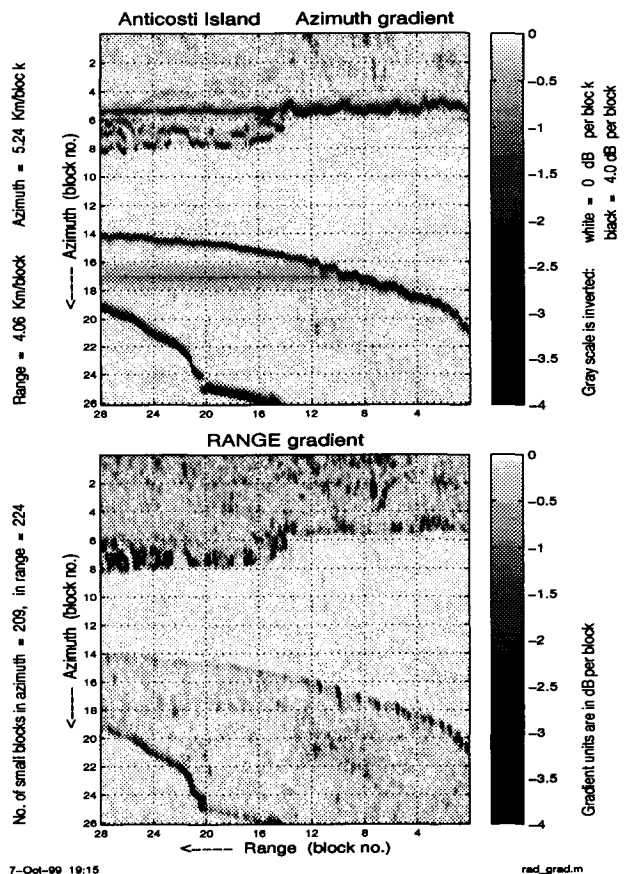 Anticosti Island
Azimuth gradient
Range = 4.06 Km/block Azimuth = 5.24 Km/bloc k
<---- Azimuth (block no.)
2
4
6
8
10
12
14
16
18
20
22
24
26
28 24 20 16 12 8 4
0
-0.5
-1
-1.5
-2
-2.5
-3
-3.5
-4
Gray scale is inverted: white = 0 dB per bloc k
black = 4.0 dB per block
RANGE gradient
No. of small blocks in azimuth = 209, in range = 224
<---- Azimuth (block no.)
2
4
6
8
10
12
14
16
18
20
22
24
26
28 24 20 16 12 8 4
<----- Range (block no.)
0
-0.5
-1
-1.5
-2
-2.5
-3
-3.5
-4
Gradient units are in dB per block
7-Oct-99 19:15
rad_grad.m